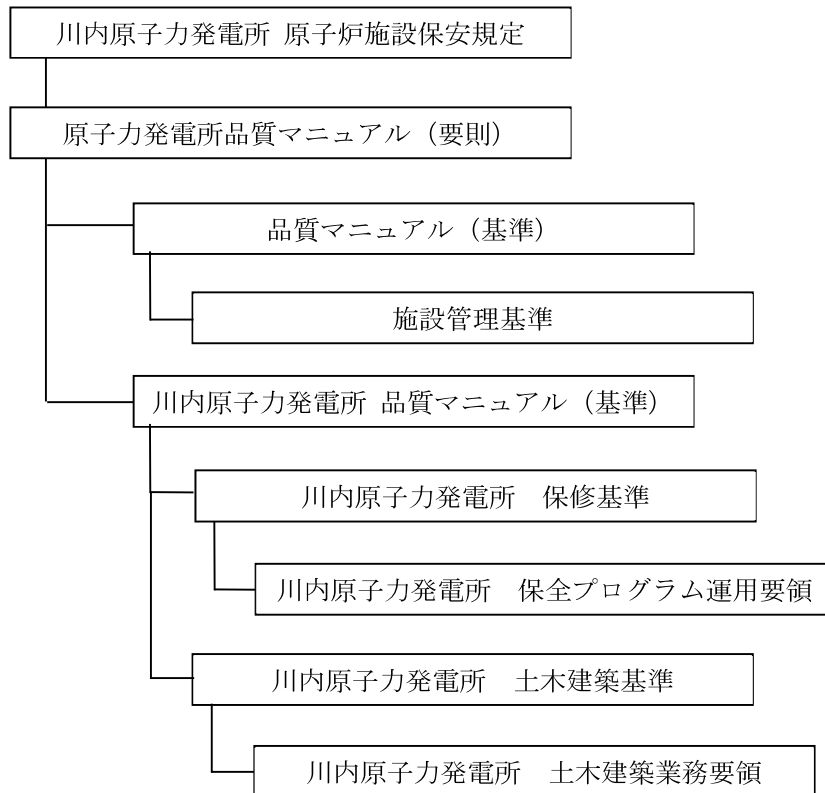 川内原子力発電所 原子炉施設保安規定
原子力発電所品質マニュアル（要則）
品質マニュアル（基準）
施設管理基準
川内原子力発電所 品質マニュアル（基準）
川内原子力発電所　保修基準
川内原子力発電所　保全プログラム運用要領
川内原子力発電所　土木建築基準
川内原子力発電所　土木建築業務要領